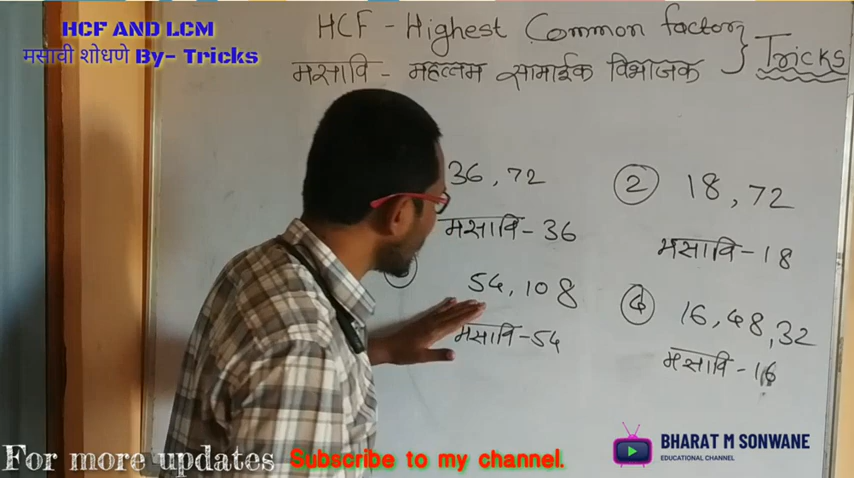 HCF AND LCM
मसावी शोधणे By- Tricks
HCF - Highest Common factor } Tricks
मसावि - महत्तम सामाईक विभाजक
36, 72
मसावि - 36
② 18, 72
मसावि - 18
54, 108
मसावि - 54
④ 16, 48, 32
मसावि - 16
BHARAT M SONWANE
EDUCATIONAL CHANNEL
For more updates Subscribe to my channel.